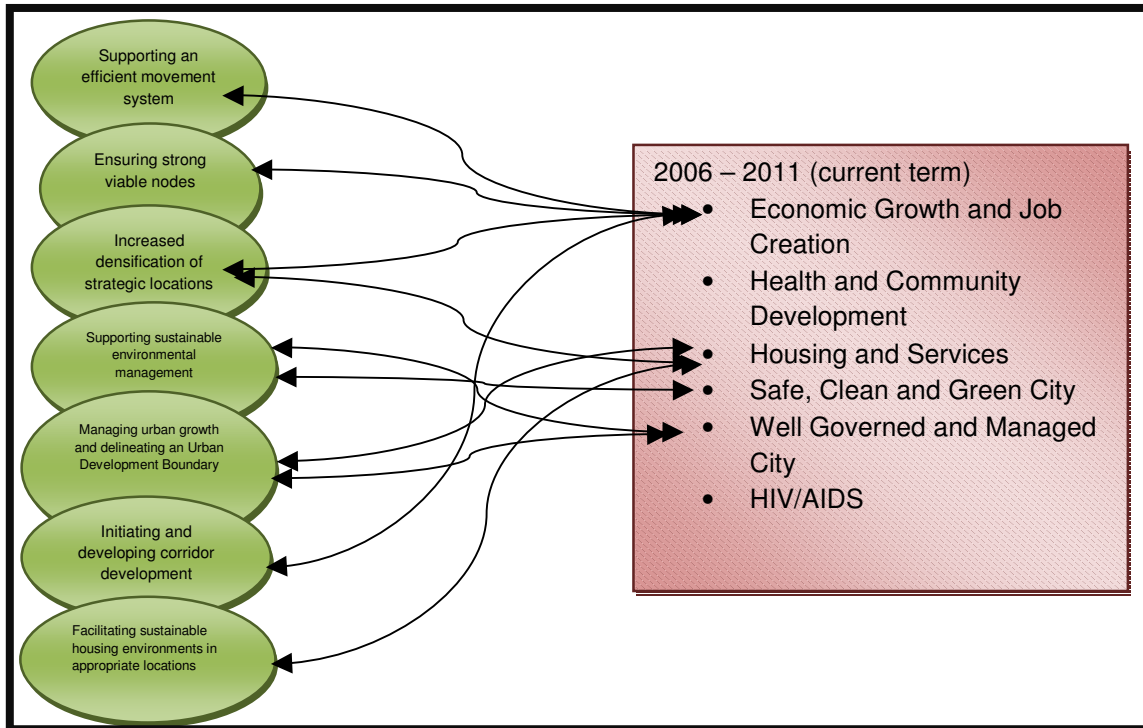 Supporting an
efficient movement
system
Ensuring strong
viable nodes
Increased
densification of
strategic locations
Supporting sustainable
environmental
management
Managing urban growth
and delineating an Urban
Development Boundary
Initiating and
developing corridor
development
Facilitating sustainable
housing environments in
appropriate locations
2006 – 2011 (current term)
• Economic Growth and Job
Creation
• Health and Community
Development
• Housing and Services
• Safe, Clean and Green City
• Well Governed and Managed
City
• HIV/AIDS